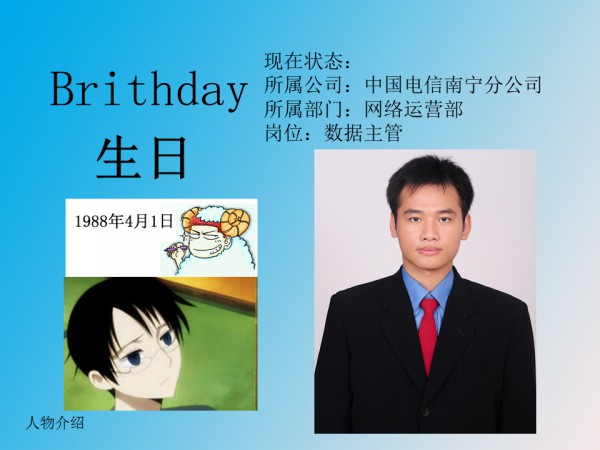 Brithday
生日
现在状态：
所属公司：中国电信南宁分公司
所属部门：网络运营部
岗位：数据主管
1988年4月1日
人物介绍